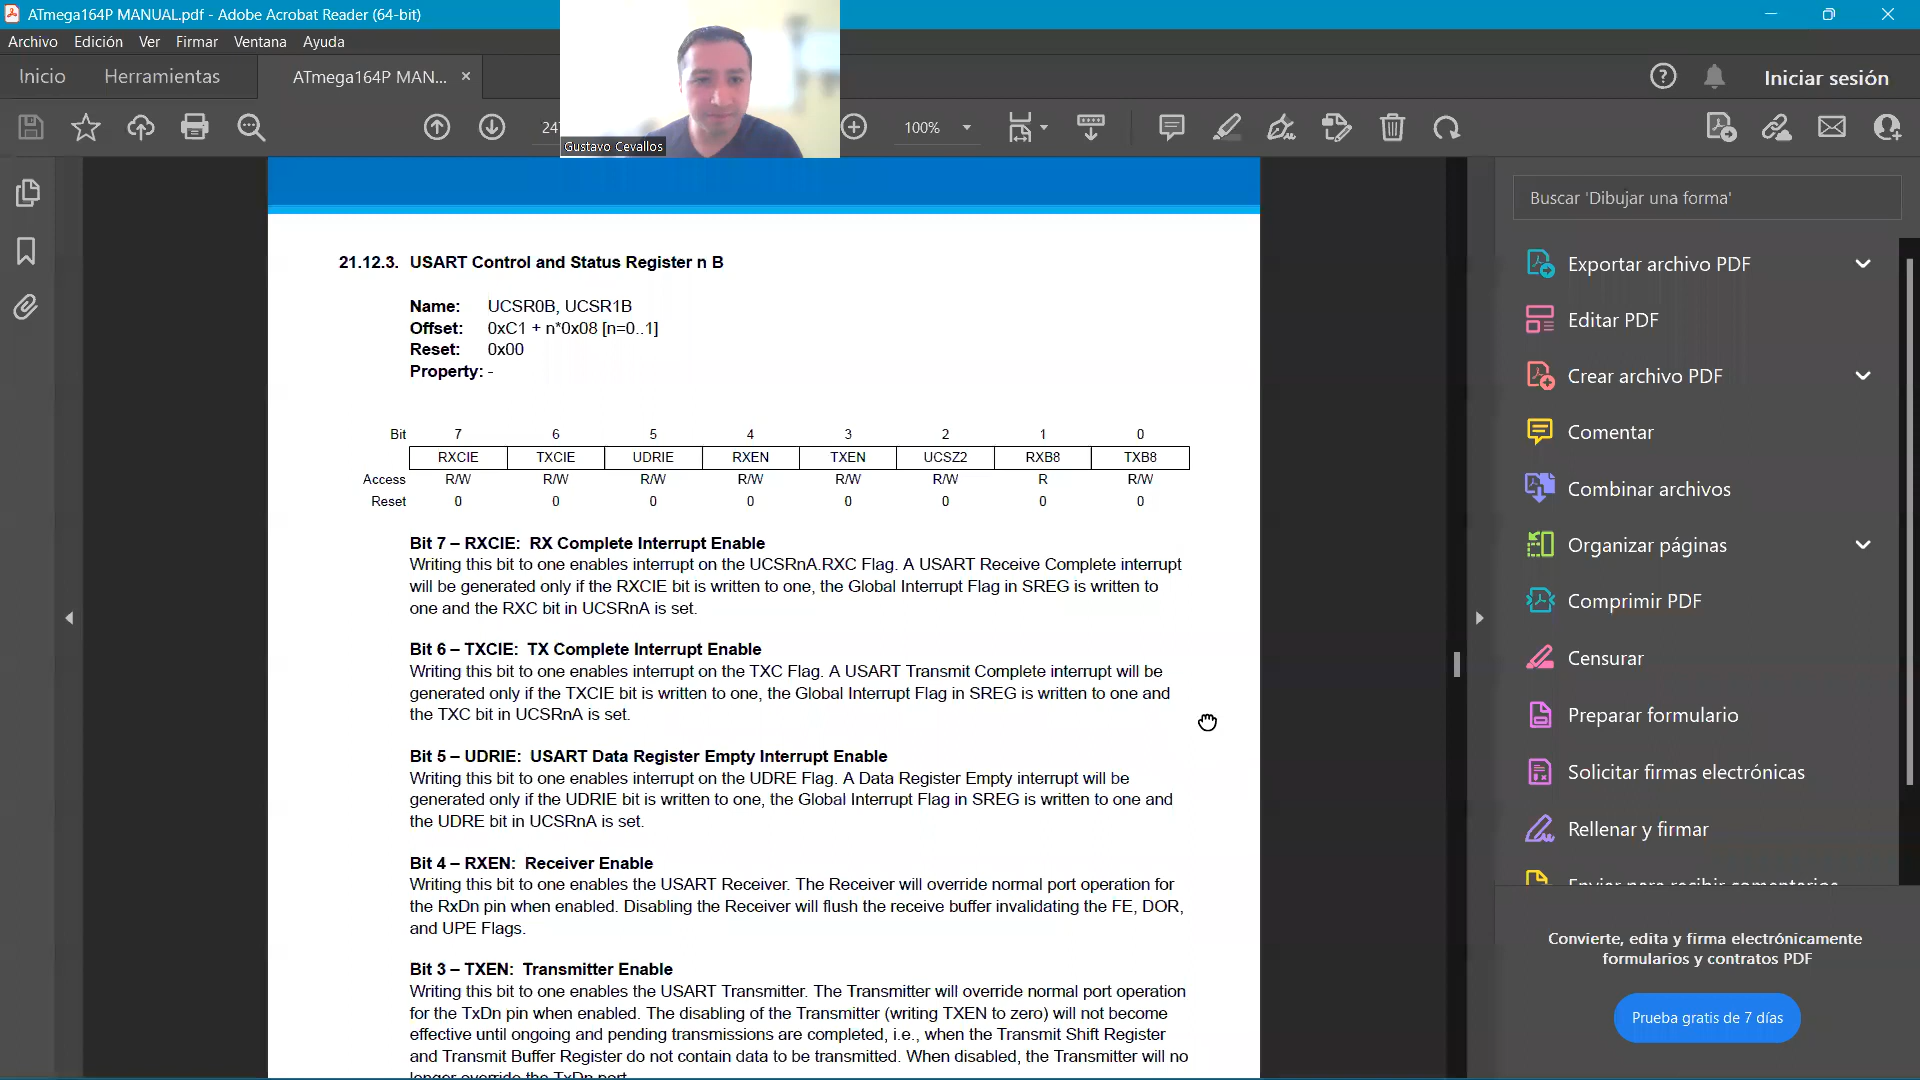 ATmega164P MANUAL.pdf - Adobe Acrobat Reader (64-bit)
Archivo Edición Ver Firmar Ventana Ayuda
Inicio Herramientas ATmega164P MAN... ×
Iniciar sesión
100%
Gustavo Cevallos
21.12.3. USART Control and Status Register n B
Name: UCSR0B, UCSR1B
Offset: 0xC1 + n*0x08 [n=0..1]
Reset: 0x00
Property: -
Bit 7 6 5 4 3 2 1 0
RXCIE TXCIE UDRIE RXEN TXEN UCSZ2 RXB8 TXB8
Access R/W R/W R/W R/W R/W R/W R R/W
Reset 0 0 0 0 0 0 0 0
Bit 7 – RXCIE: RX Complete Interrupt Enable
Writing this bit to one enables interrupt on the UCSRnA.RXC Flag. A USART Receive Complete interrupt
will be generated only if the RXCIE bit is written to one, the Global Interrupt Flag in SREG is written to
one and the RXC bit in UCSRnA is set.
Bit 6 – TXCIE: TX Complete Interrupt Enable
Writing this bit to one enables interrupt on the TXC Flag. A USART Transmit Complete interrupt will be
generated only if the TXCIE bit is written to one, the Global Interrupt Flag in SREG is written to one and
the TXC bit in UCSRnA is set.
Bit 5 – UDRIE: USART Data Register Empty Interrupt Enable
Writing this bit to one enables interrupt on the UDRE Flag. A Data Register Empty interrupt will be
generated only if the UDRIE bit is written to one, the Global Interrupt Flag in SREG is written to one and
the UDRE bit in UCSRnA is set.
Bit 4 – RXEN: Receiver Enable
Writing this bit to one enables the USART Receiver. The Receiver will override normal port operation for
the RxDn pin when enabled. Disabling the Receiver will flush the receive buffer invalidating the FE, DOR,
and UPE Flags.
Bit 3 – TXEN: Transmitter Enable
Writing this bit to one enables the USART Transmitter. The Transmitter will override normal port operation
for the TxDn pin when enabled. The disabling of the Transmitter (writing TXEN to zero) will not become
effective until ongoing and pending transmissions are completed, i.e., when the Transmit Shift Register
and Transmit Buffer Register do not contain data to be transmitted. When disabled, the Transmitter will no
longer override the TxDn port.
Buscar 'Dibujar una forma'
Exportar archivo PDF
Editar PDF
Crear archivo PDF
Comentar
Combinar archivos
Organizar páginas
Comprimir PDF
Censurar
Preparar formulario
Solicitar firmas electrónicas
Rellenar y firmar
Enviar para recibir comentarios
Convierte, edita y firma electrónicamente
formularios y contratos PDF
Prueba gratis de 7 días